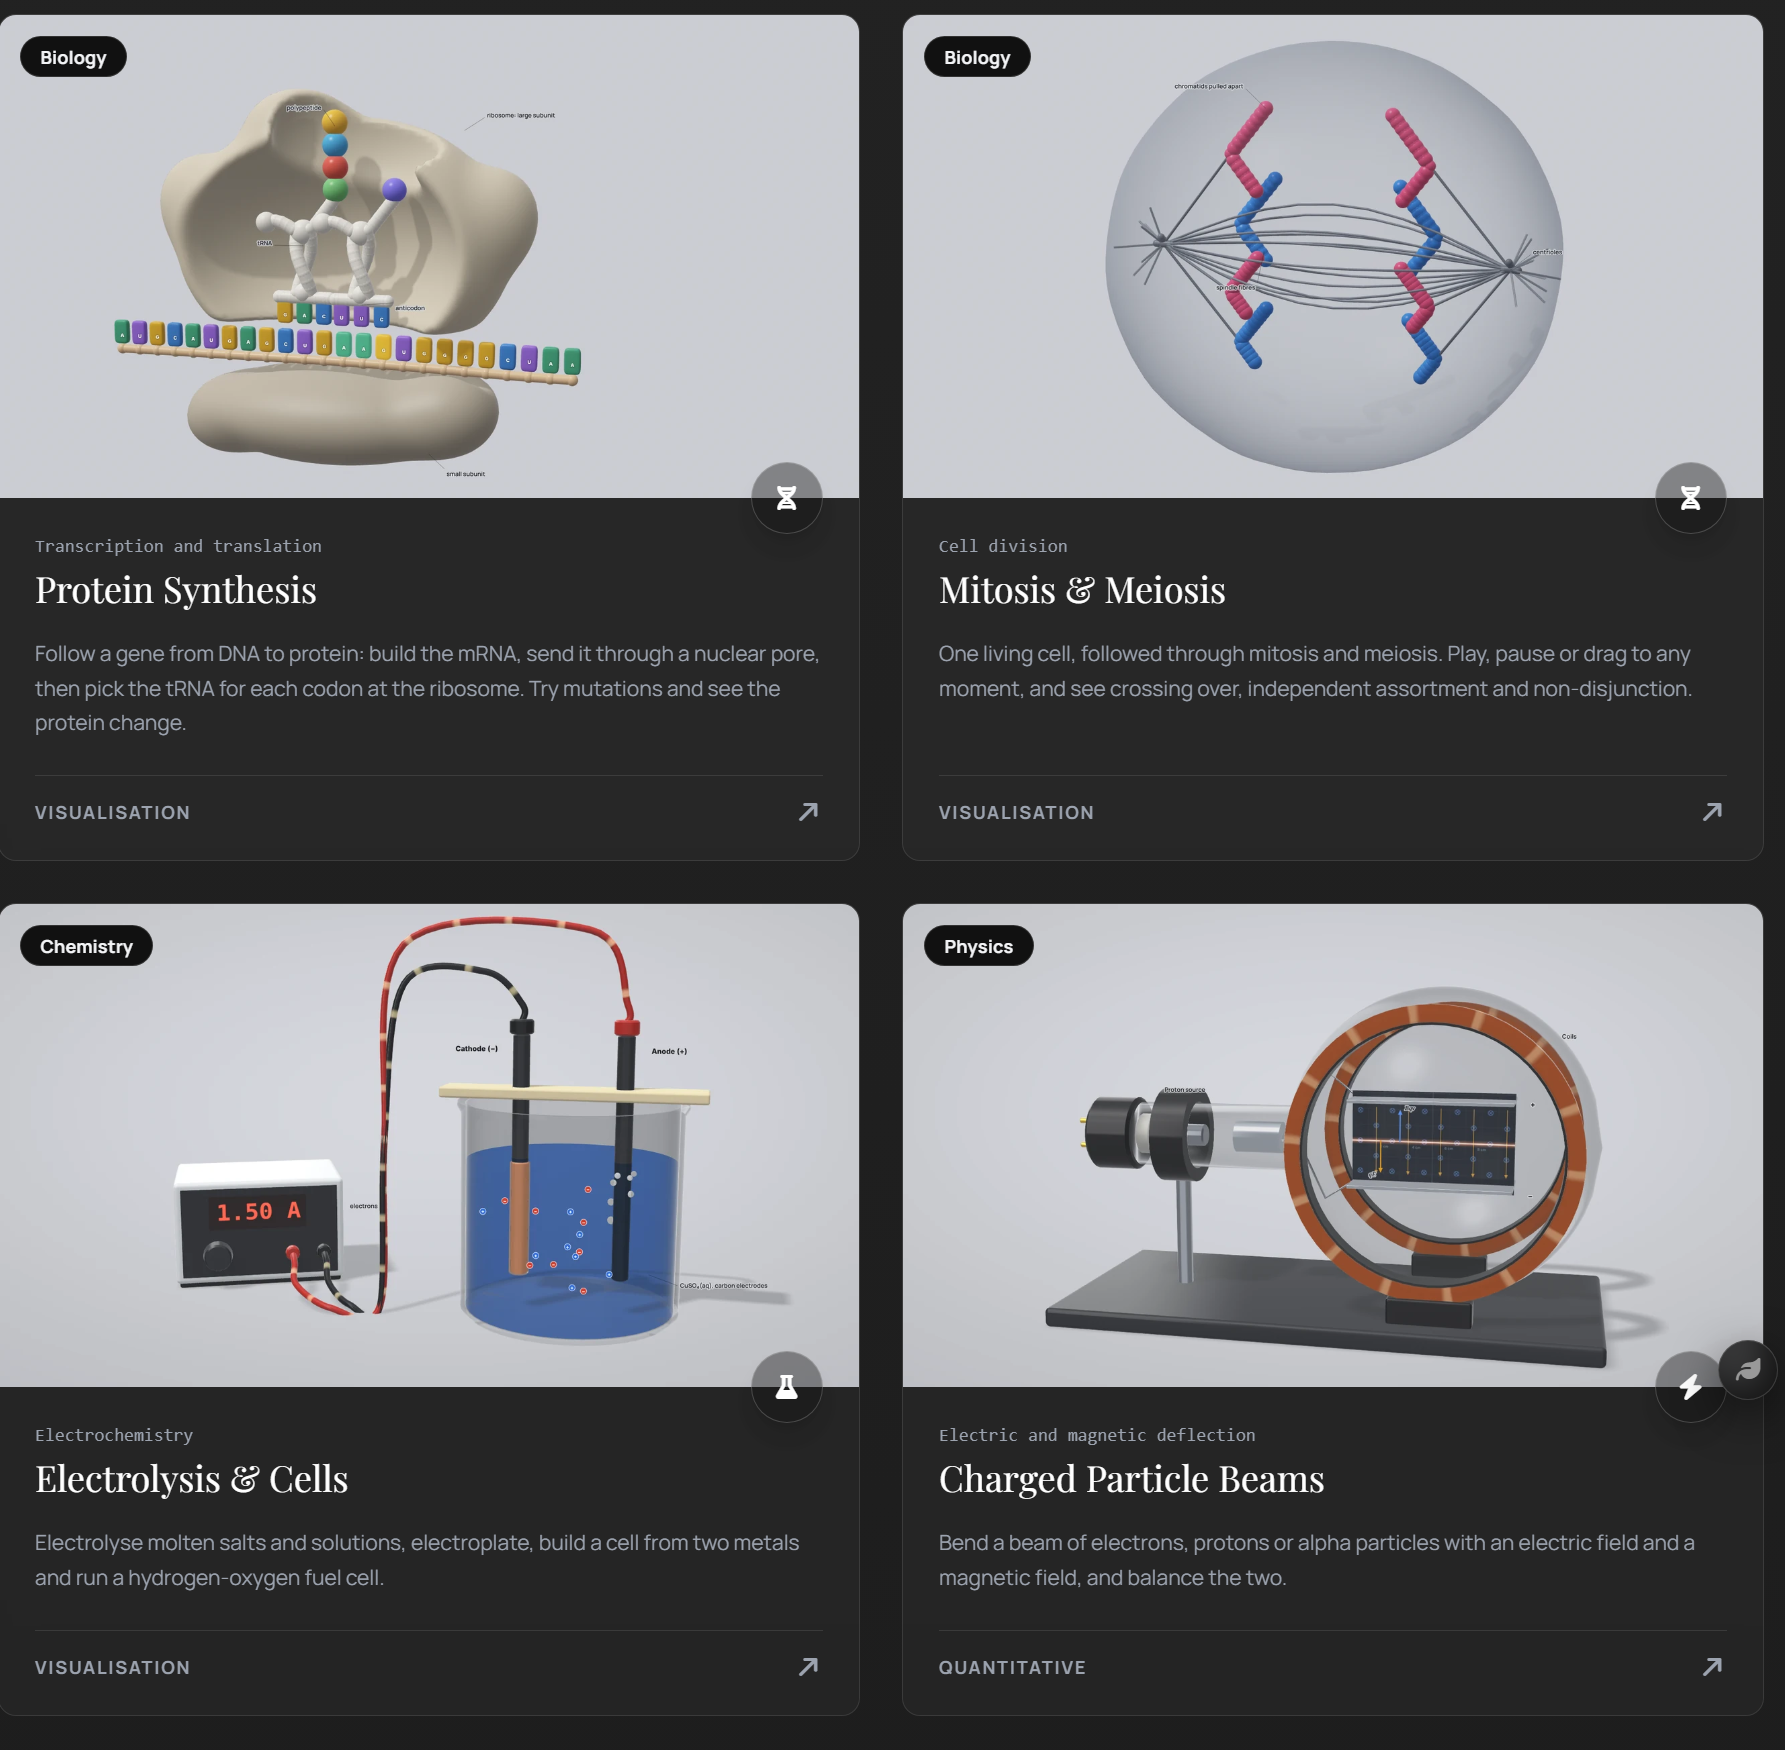 Biology
polypeptide
ribosome: large subunit
tRNA
anticodon
G A C U U C
A U G C A U G A G C U G A A G U G G G G C U A A
small subunit
Transcription and translation
Protein Synthesis
Follow a gene from DNA to protein: build the mRNA, send it through a nuclear pore,
then pick the tRNA for each codon at the ribosome. Try mutations and see the
protein change.
VISUALISATION
Biology
chromatids pulled apart
centrioles
spindle fibres
Cell division
Mitosis & Meiosis
One living cell, followed through mitosis and meiosis. Play, pause or drag to any
moment, and see crossing over, independent assortment and non-disjunction.
VISUALISATION
Chemistry
Cathode (−)
Anode (+)
1.50 A
electrons
CuSO₄(aq), carbon electrodes
Electrochemistry
Electrolysis & Cells
Electrolyse molten salts and solutions, electroplate, build a cell from two metals
and run a hydrogen-oxygen fuel cell.
VISUALISATION
Physics
Coils
Proton source
+
−
Electric and magnetic deflection
Charged Particle Beams
Bend a beam of electrons, protons or alpha particles with an electric field and a
magnetic field, and balance the two.
QUANTITATIVE